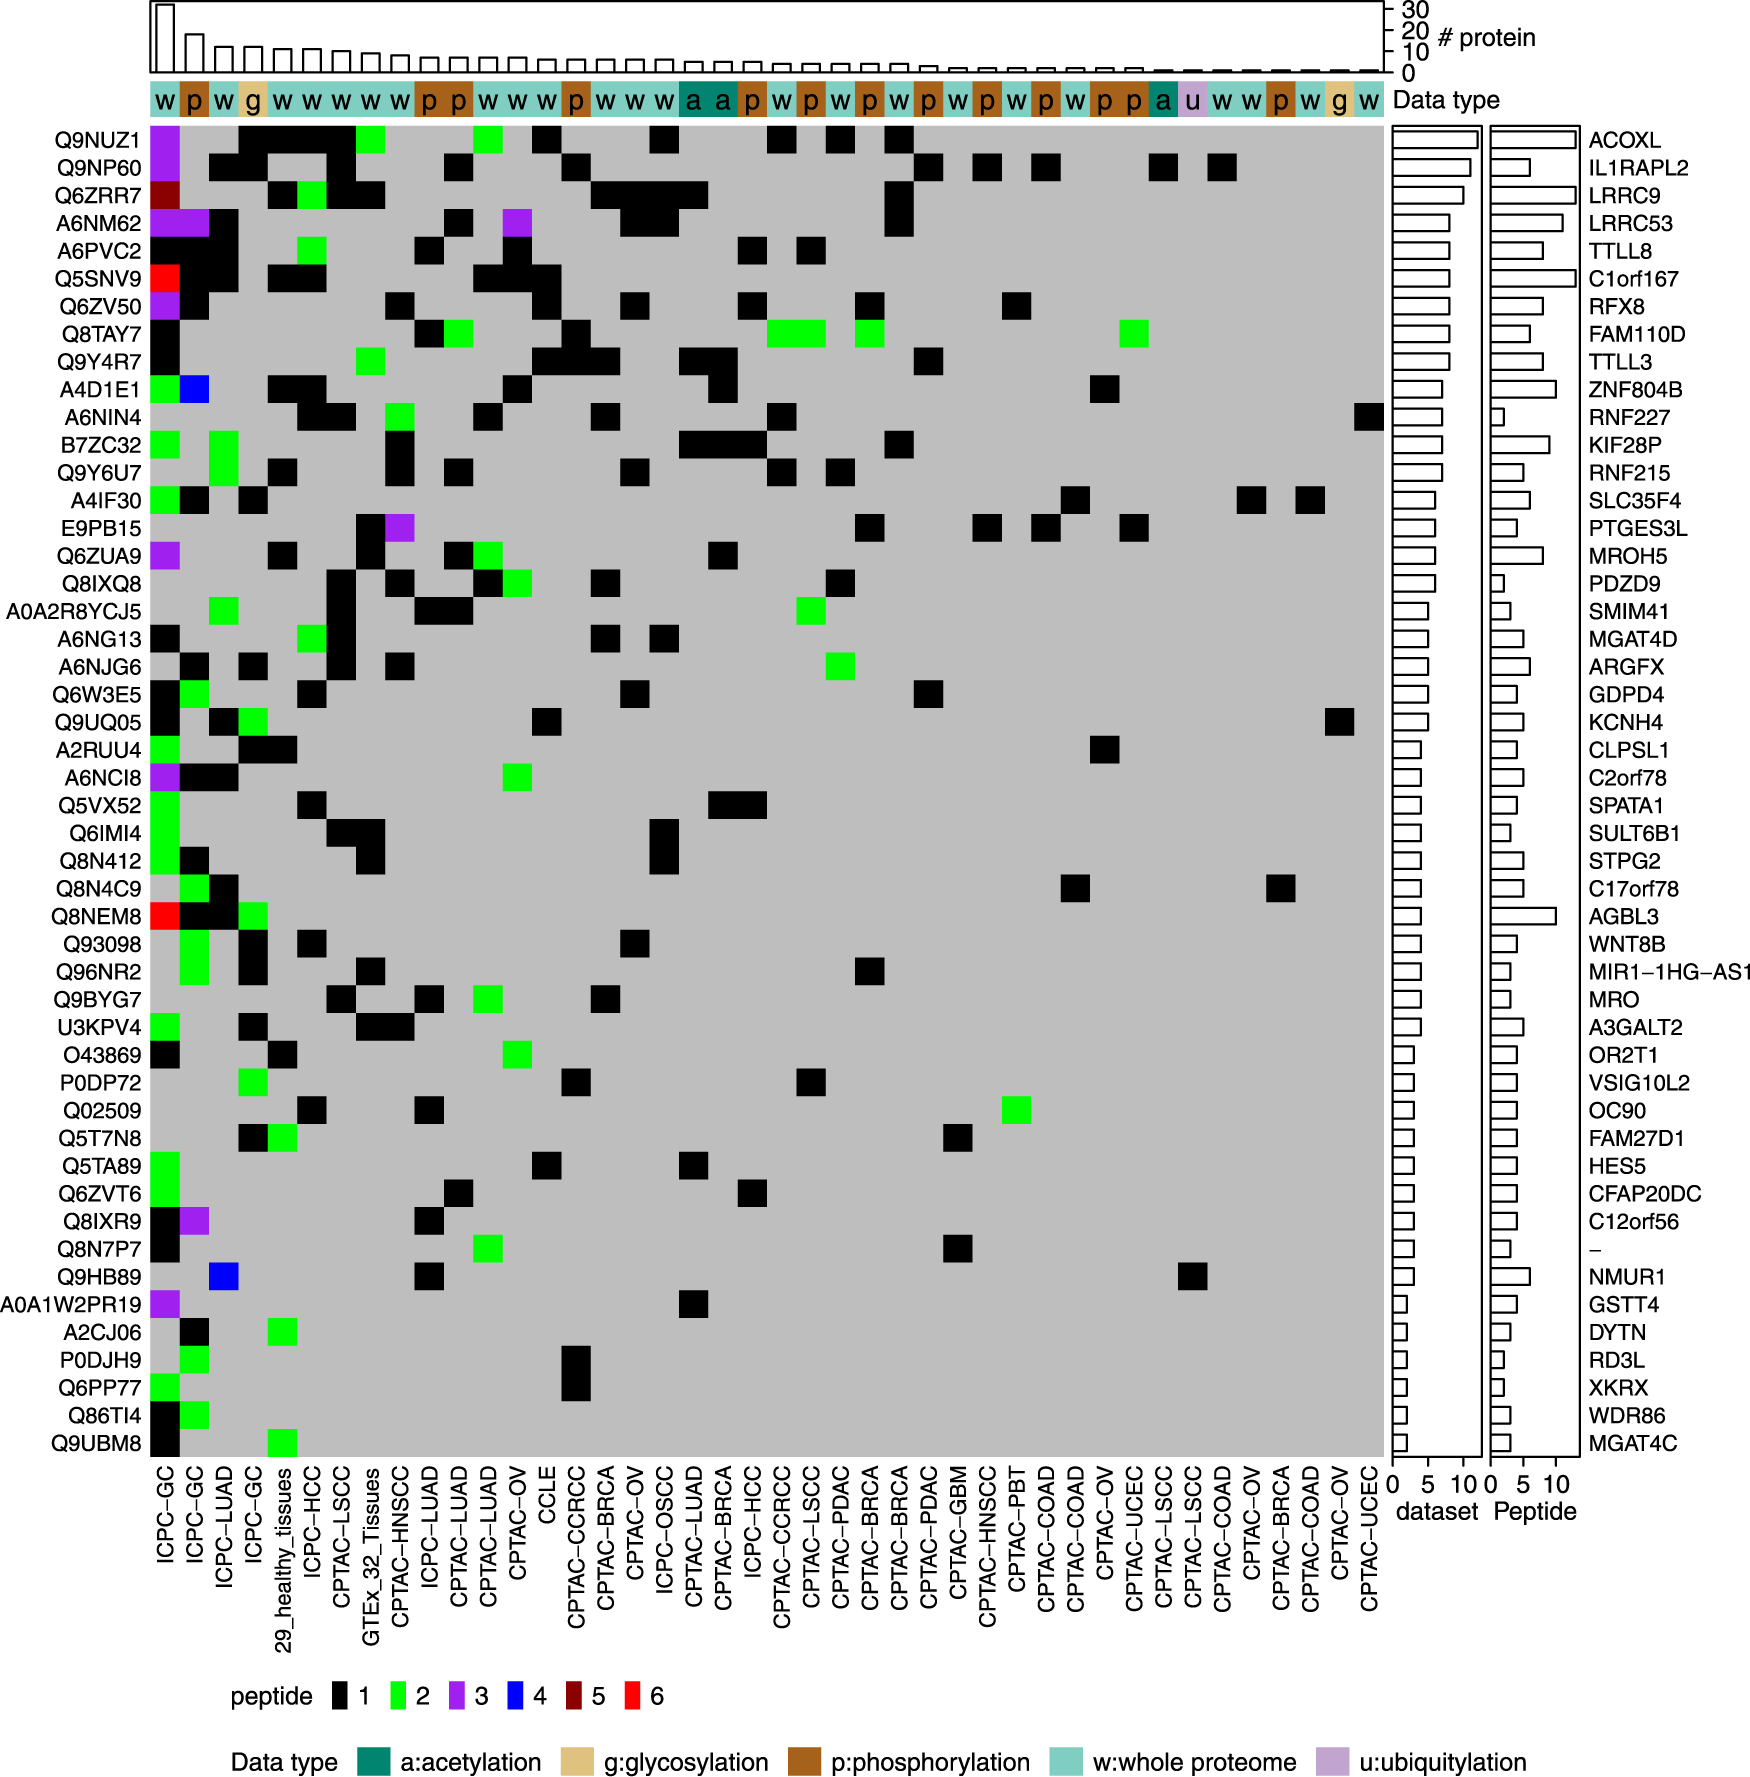 30
20
10
0
# protein
w p w g w w w w w p p w w w p w w w a a p w p w p w p w p w p w p p a u w w p w g w
Data type
Q9NUZ1 ACOXL
Q9NP60 IL1RAPL2
Q6ZRR7 LRRC9
A6NM62 LRRC53
A6PVC2 TTLL8
Q5SNV9 C1orf167
Q6ZV50 RFX8
Q8TAY7 FAM110D
Q9Y4R7 TTLL3
A4D1E1 ZNF804B
A6NIN4 RNF227
B7ZC32 KIF28P
Q9Y6U7 RNF215
A4IF30 SLC35F4
E9PB15 PTGES3L
Q6ZUA9 MROH5
Q8IXQ8 PDZD9
A0A2R8YCJ5 SMIM41
A6NG13 MGAT4D
A6NJG6 ARGFX
Q6W3E5 GDPD4
Q9UQ05 KCNH4
A2RUU4 CLPSL1
A6NCI8 C2orf78
Q5VX52 SPATA1
Q6IMI4 SULT6B1
Q8N412 STPG2
Q8N4C9 C17orf78
Q8NEM8 AGBL3
Q93098 WNT8B
Q96NR2 MIR1−1HG−AS1
Q9BYG7 MRO
U3KPV4 A3GALT2
O43869 OR2T1
P0DP72 VSIG10L2
Q02509 OC90
Q5T7N8 FAM27D1
Q5TA89 HES5
Q6ZVT6 CFAP20DC
Q8IXR9 C12orf56
Q8N7P7 −
Q9HB89 NMUR1
A0A1W2PR19 GSTT4
A2CJ06 DYTN
P0DJH9 RD3L
Q6PP77 XKRX
Q86TI4 WDR86
Q9UBM8 MGAT4C
0 5 10 0 5 10
dataset Peptide
ICPC−GC
ICPC−GC
ICPC−LUAD
ICPC−GC
29_healthy_tissues
ICPC−HCC
CPTAC−LSCC
GTEx_32_Tissues
CPTAC−HNSCC
ICPC−LUAD
CPTAC−LUAD
CPTAC−LUAD
CPTAC−OV
CCLE
CPTAC−CCRCC
CPTAC−BRCA
CPTAC−OV
ICPC−OSCC
CPTAC−LUAD
CPTAC−BRCA
ICPC−HCC
CPTAC−CCRCC
CPTAC−LSCC
CPTAC−PDAC
CPTAC−BRCA
CPTAC−BRCA
CPTAC−PDAC
CPTAC−GBM
CPTAC−HNSCC
CPTAC−PBT
CPTAC−COAD
CPTAC−COAD
CPTAC−OV
CPTAC−UCEC
CPTAC−LSCC
CPTAC−LSCC
CPTAC−COAD
CPTAC−OV
CPTAC−BRCA
CPTAC−COAD
CPTAC−OV
CPTAC−UCEC
peptide 1 2 3 4 5 6
Data type a:acetylation g:glycosylation p:phosphorylation w:whole proteome u:ubiquitylation